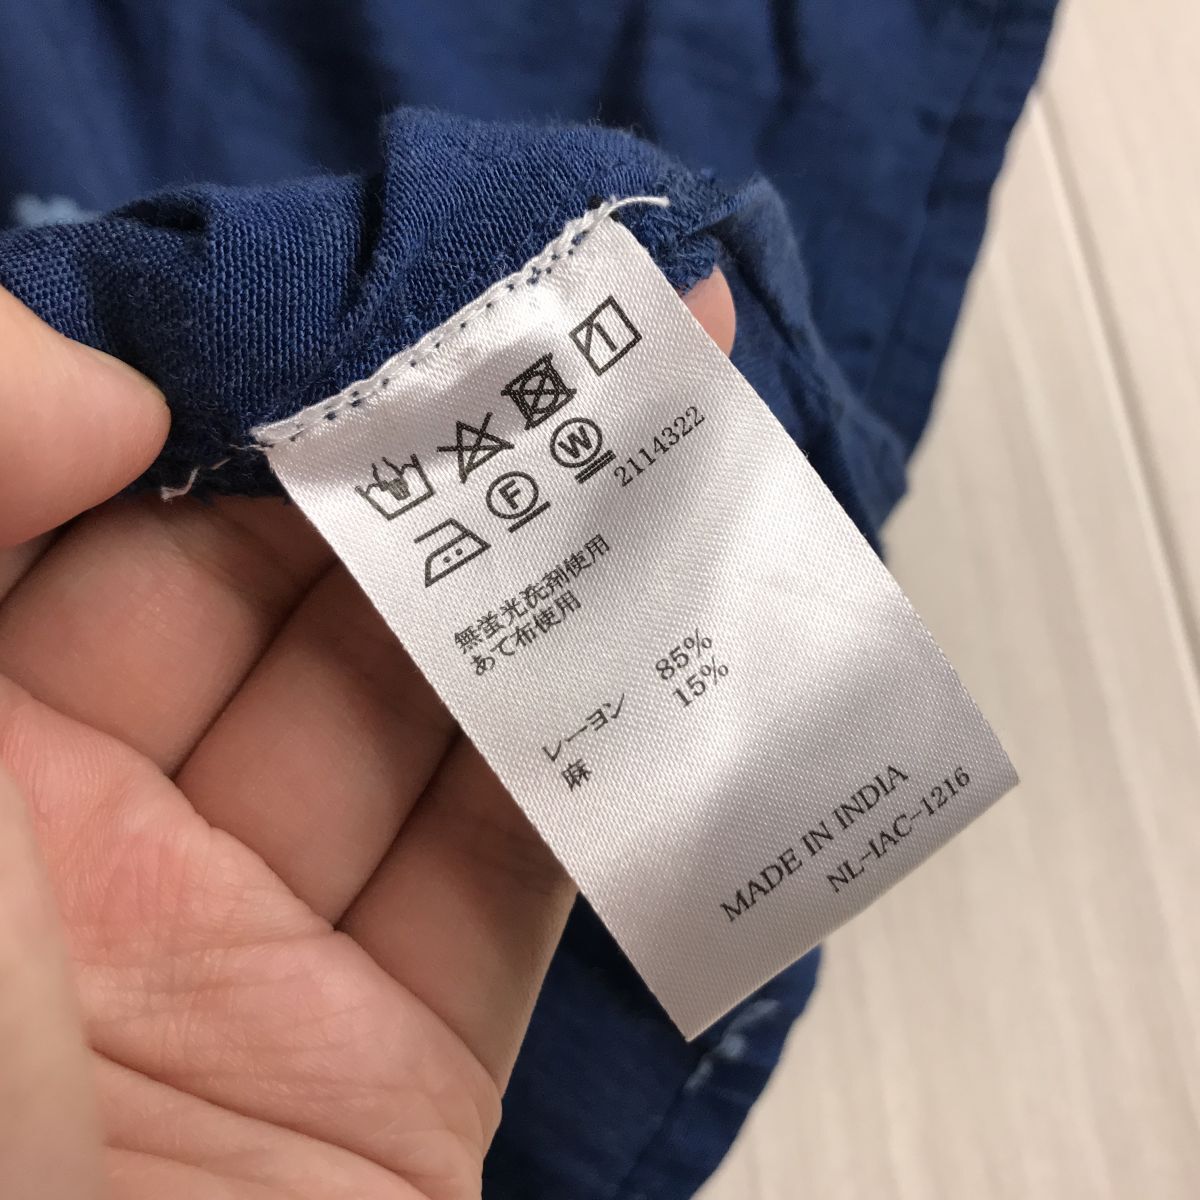 F W
2114322
無蛍光洗剤使用
あて布使用
レーヨン 85%
麻 15%
MADE IN INDIA
NL-IAC-1216